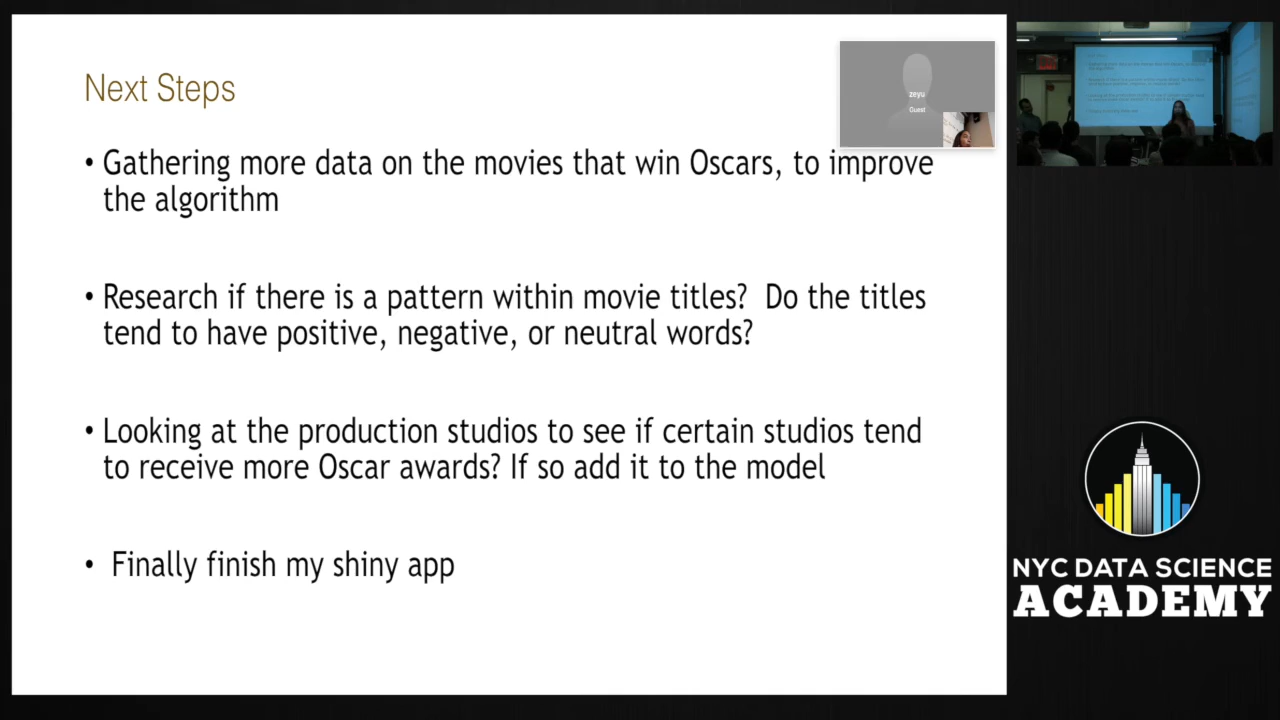 Next Steps
zeyu
Guest
• Gathering more data on the movies that win Oscars, to improve
the algorithm
• Research if there is a pattern within movie titles?  Do the titles
tend to have positive, negative, or neutral words?
• Looking at the production studios to see if certain studios tend
to receive more Oscar awards? If so add it to the model
• Finally finish my shiny app
NYC DATA SCIENCE
ACADEMY